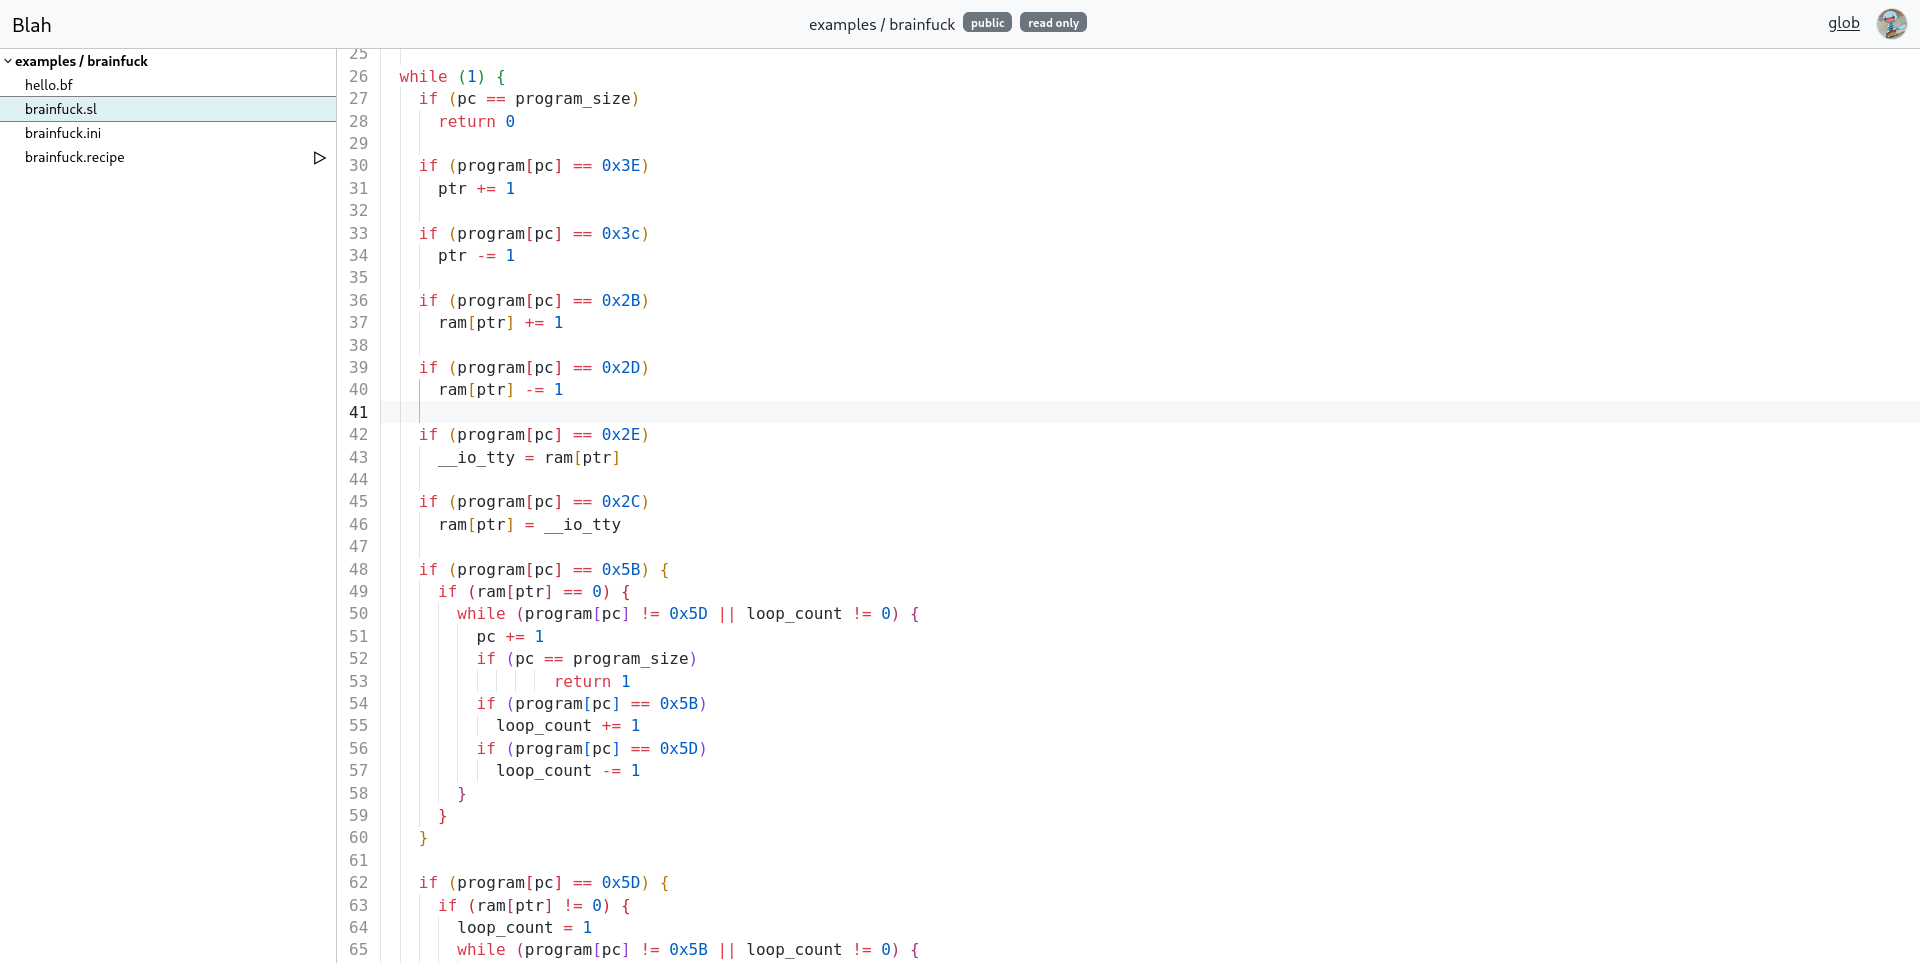 Blah
examples / brainfuck public read only
glob
examples / brainfuck
hello.bf
brainfuck.sl
brainfuck.ini
brainfuck.recipe
25
26 while (1) {
27 if (pc == program_size)
28 return 0
29
30 if (program[pc] == 0x3E)
31 ptr += 1
32
33 if (program[pc] == 0x3c)
34 ptr -= 1
35
36 if (program[pc] == 0x2B)
37 ram[ptr] += 1
38
39 if (program[pc] == 0x2D)
40 ram[ptr] -= 1
41
42 if (program[pc] == 0x2E)
43 __io_tty = ram[ptr]
44
45 if (program[pc] == 0x2C)
46 ram[ptr] = __io_tty
47
48 if (program[pc] == 0x5B) {
49 if (ram[ptr] == 0) {
50 while (program[pc] != 0x5D || loop_count != 0) {
51 pc += 1
52 if (pc == program_size)
53 return 1
54 if (program[pc] == 0x5B)
55 loop_count += 1
56 if (program[pc] == 0x5D)
57 loop_count -= 1
58 }
59 }
60 }
61
62 if (program[pc] == 0x5D) {
63 if (ram[ptr] != 0) {
64 loop_count = 1
65 while (program[pc] != 0x5B || loop_count != 0) {